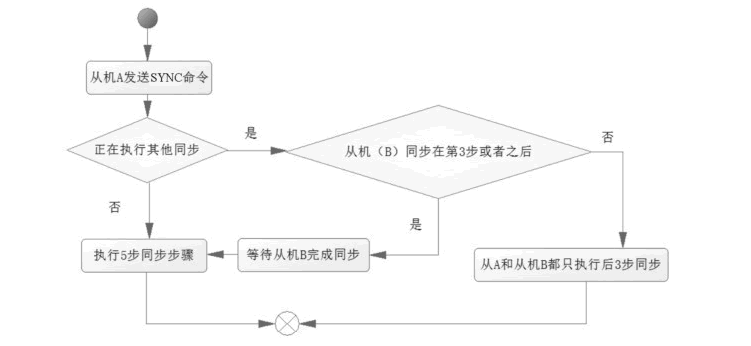 从机A发送SYNC命令
正在执行其他同步
是
从机（B）同步在第3步或者之后
否
否
是
执行5步同步步骤
等待从机B完成同步
从A和从机B都只执行后3步同步